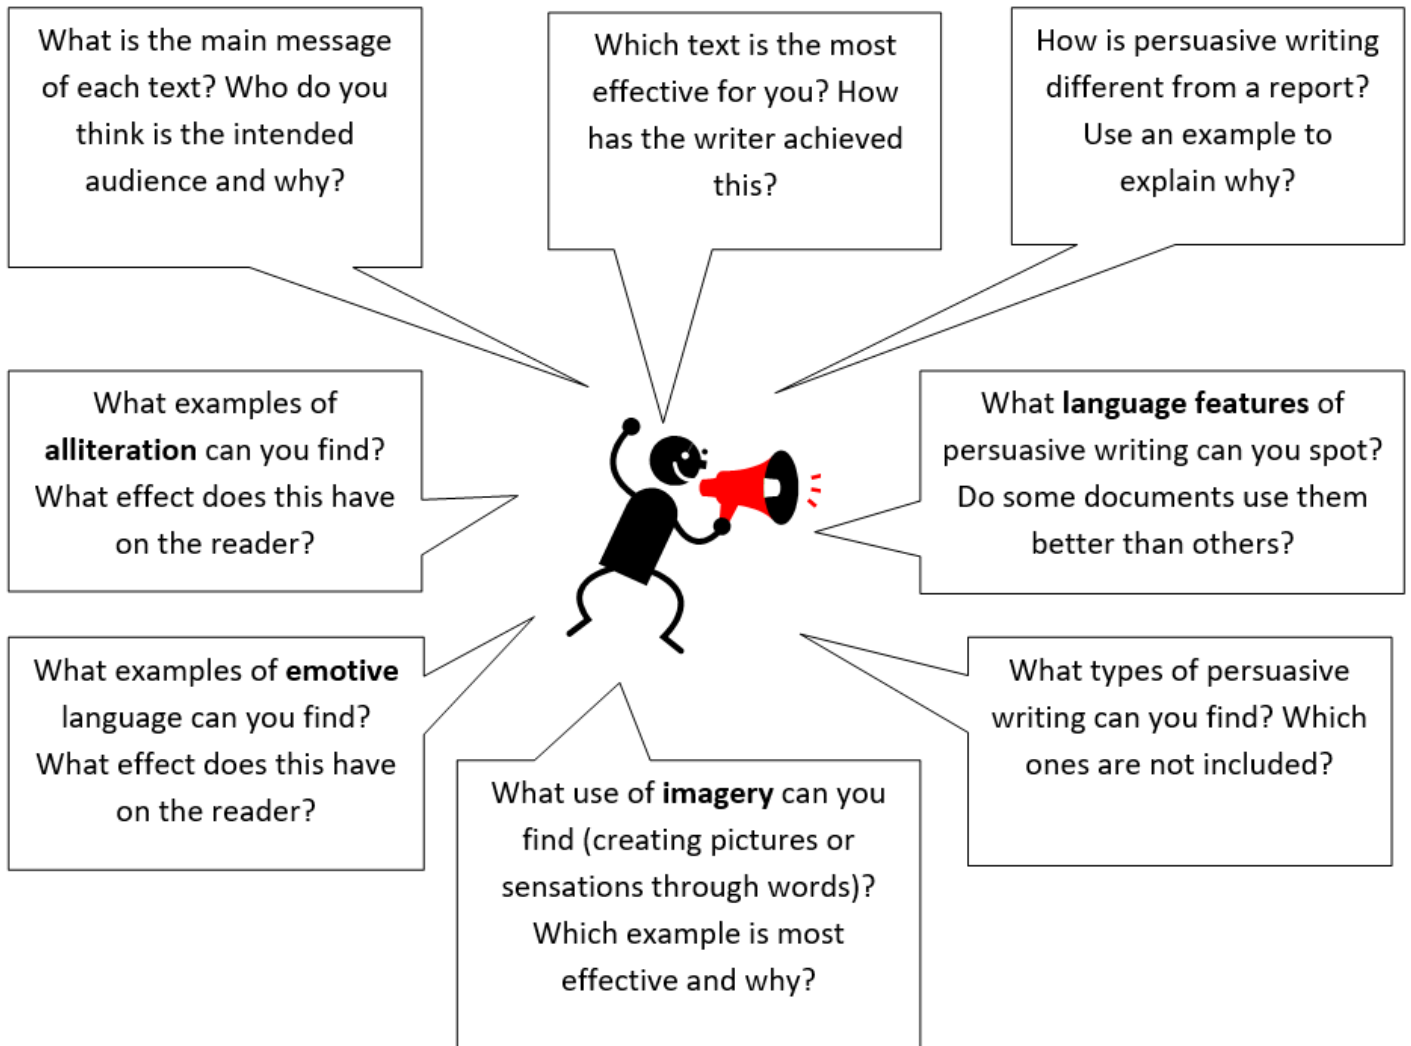 What is the main message
of each text? Who do you
think is the intended
audience and why?
Which text is the most
effective for you? How
has the writer achieved
this?
How is persuasive writing
different from a report?
Use an example to
explain why?
What examples of
alliteration can you find?
What effect does this have
on the reader?
What language features of
persuasive writing can you spot?
Do some documents use them
better than others?
What examples of emotive
language can you find?
What effect does this have
on the reader?
What use of imagery can you
find (creating pictures or
sensations through words)?
Which example is most
effective and why?
What types of persuasive
writing can you find? Which
ones are not included?